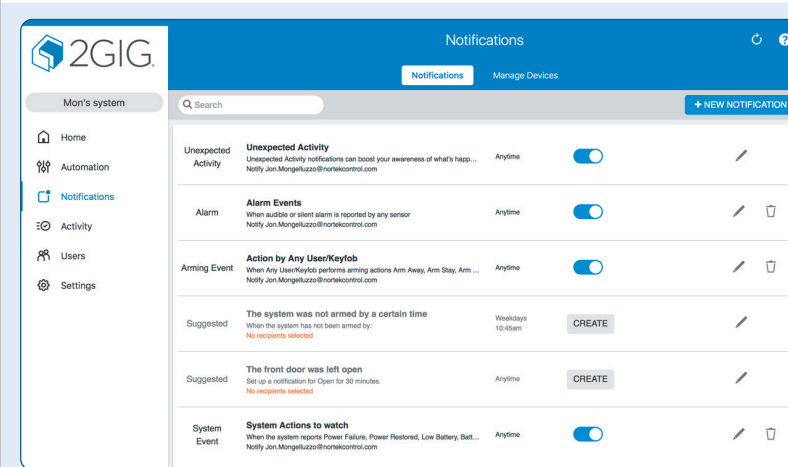 2GIG.
Notifications
?
Notifications
Manage Devices
Mon's system
Search
+ NEW NOTIFICATION
Home
Automation
Notifications
Activity
Users
Settings
Unexpected
Activity
Unexpected Activity
Unexpected Activity notifications can boost your awareness of what's happ...
Notify Jon.Mongelluzzo@nortekcontrol.com
Anytime
Alarm
Alarm Events
When audible or silent alarm is reported by any sensor
Notify Jon.Mongelluzzo@nortekcontrol.com
Anytime
Arming Event
Action by Any User/Keyfob
When Any User/Keyfob performs arming actions Arm Away, Arm Stay, Arm ...
Notify Jon.Mongelluzzo@nortekcontrol.com
Anytime
Suggested
The system was not armed by a certain time
When the system has not been armed by:
No recipients selected
Weekdays
10:45am
CREATE
Suggested
The front door was left open
Set up a notification for Open for 30 minutes.
No recipients selected
Anytime
CREATE
System
Event
System Actions to watch
When the system reports Power Failure, Power Restored, Low Battery, Batt...
Notify Jon.Mongelluzzo@nortekcontrol.com
Anytime